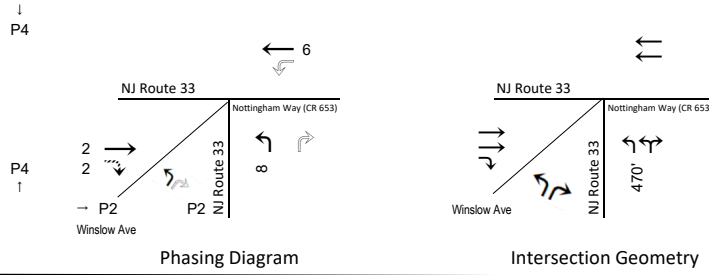 P4
6
NJ Route 33
Nottingham Way (CR 653)
2
2
8
NJ Route 33
P4
P2
P2
Winslow Ave
Phasing Diagram
NJ Route 33
Nottingham Way (CR 653)
470'
NJ Route 33
Winslow Ave
Intersection Geometry